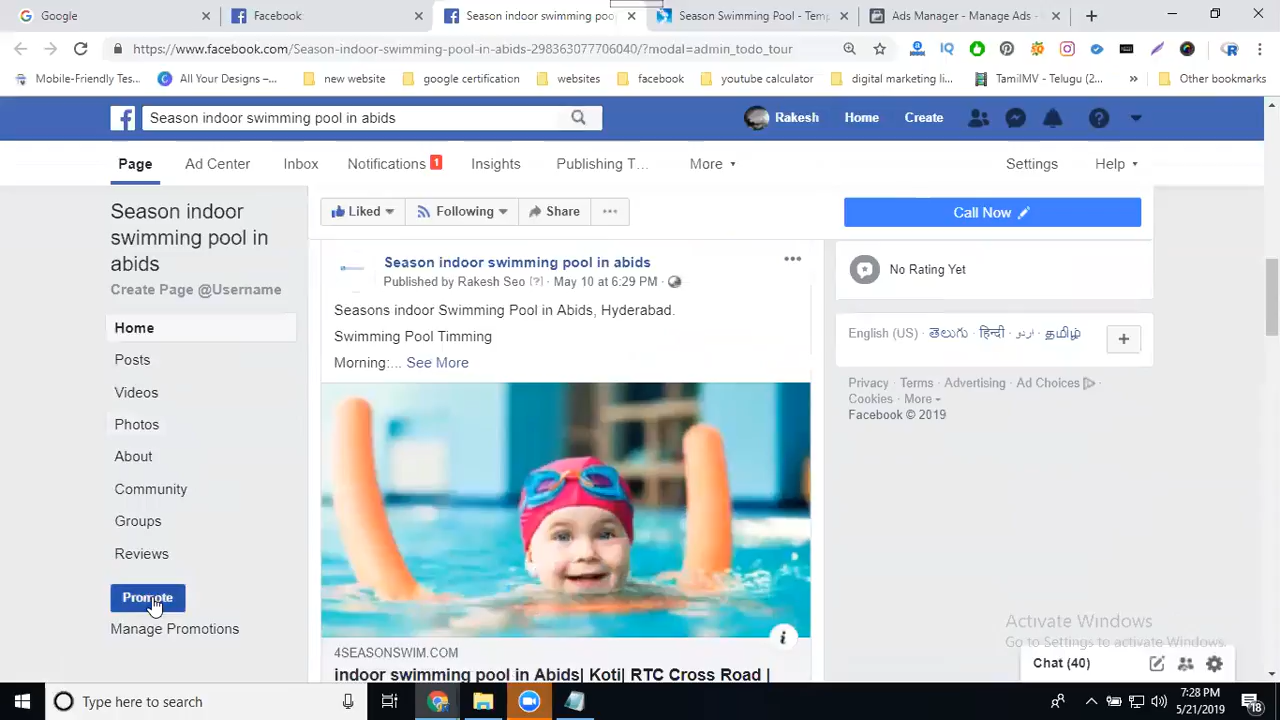 Google
Facebook
Season indoor swimming poo
Season Swimming Pool - Temp
Ads Manager - Manage Ads -
https://www.facebook.com/Season-indoor-swimming-pool-in-abids-298363077706040/?modal=admin_todo_tour
Mobile-Friendly Tes...
All Your Designs –...
new website
google certification
websites
facebook
youtube calculator
digital marketing li...
TamilMV - Telugu (2...
»
Other bookmarks
Season indoor swimming pool in abids
Rakesh
Home
Create
Page
Ad Center
Inbox
Notifications 1
Insights
Publishing T...
More
Settings
Help
Season indoor
swimming pool in
abids
Create Page @Username
Home
Posts
Videos
Photos
About
Community
Groups
Reviews
Promote
Manage Promotions
Liked
Following
Share
...
Call Now
Season indoor swimming pool in abids
Published by Rakesh Seo [?] · May 10 at 6:29 PM ·
Seasons indoor Swimming Pool in Abids, Hyderabad.
Swimming Pool Timming
Morning:... See More
4SEASONSWIM.COM
indoor swimming pool in Abids| Koti| RTC Cross Road |
No Rating Yet
English (US) · తెలుగు · हिन्दी · اردو · தமிழ்
Privacy · Terms · Advertising · Ad Choices ·
Cookies · More
Facebook © 2019
Activate Windows
Go to Settings to activate Windows.
Chat (40)
Type here to search
7:28 PM
5/21/2019
18